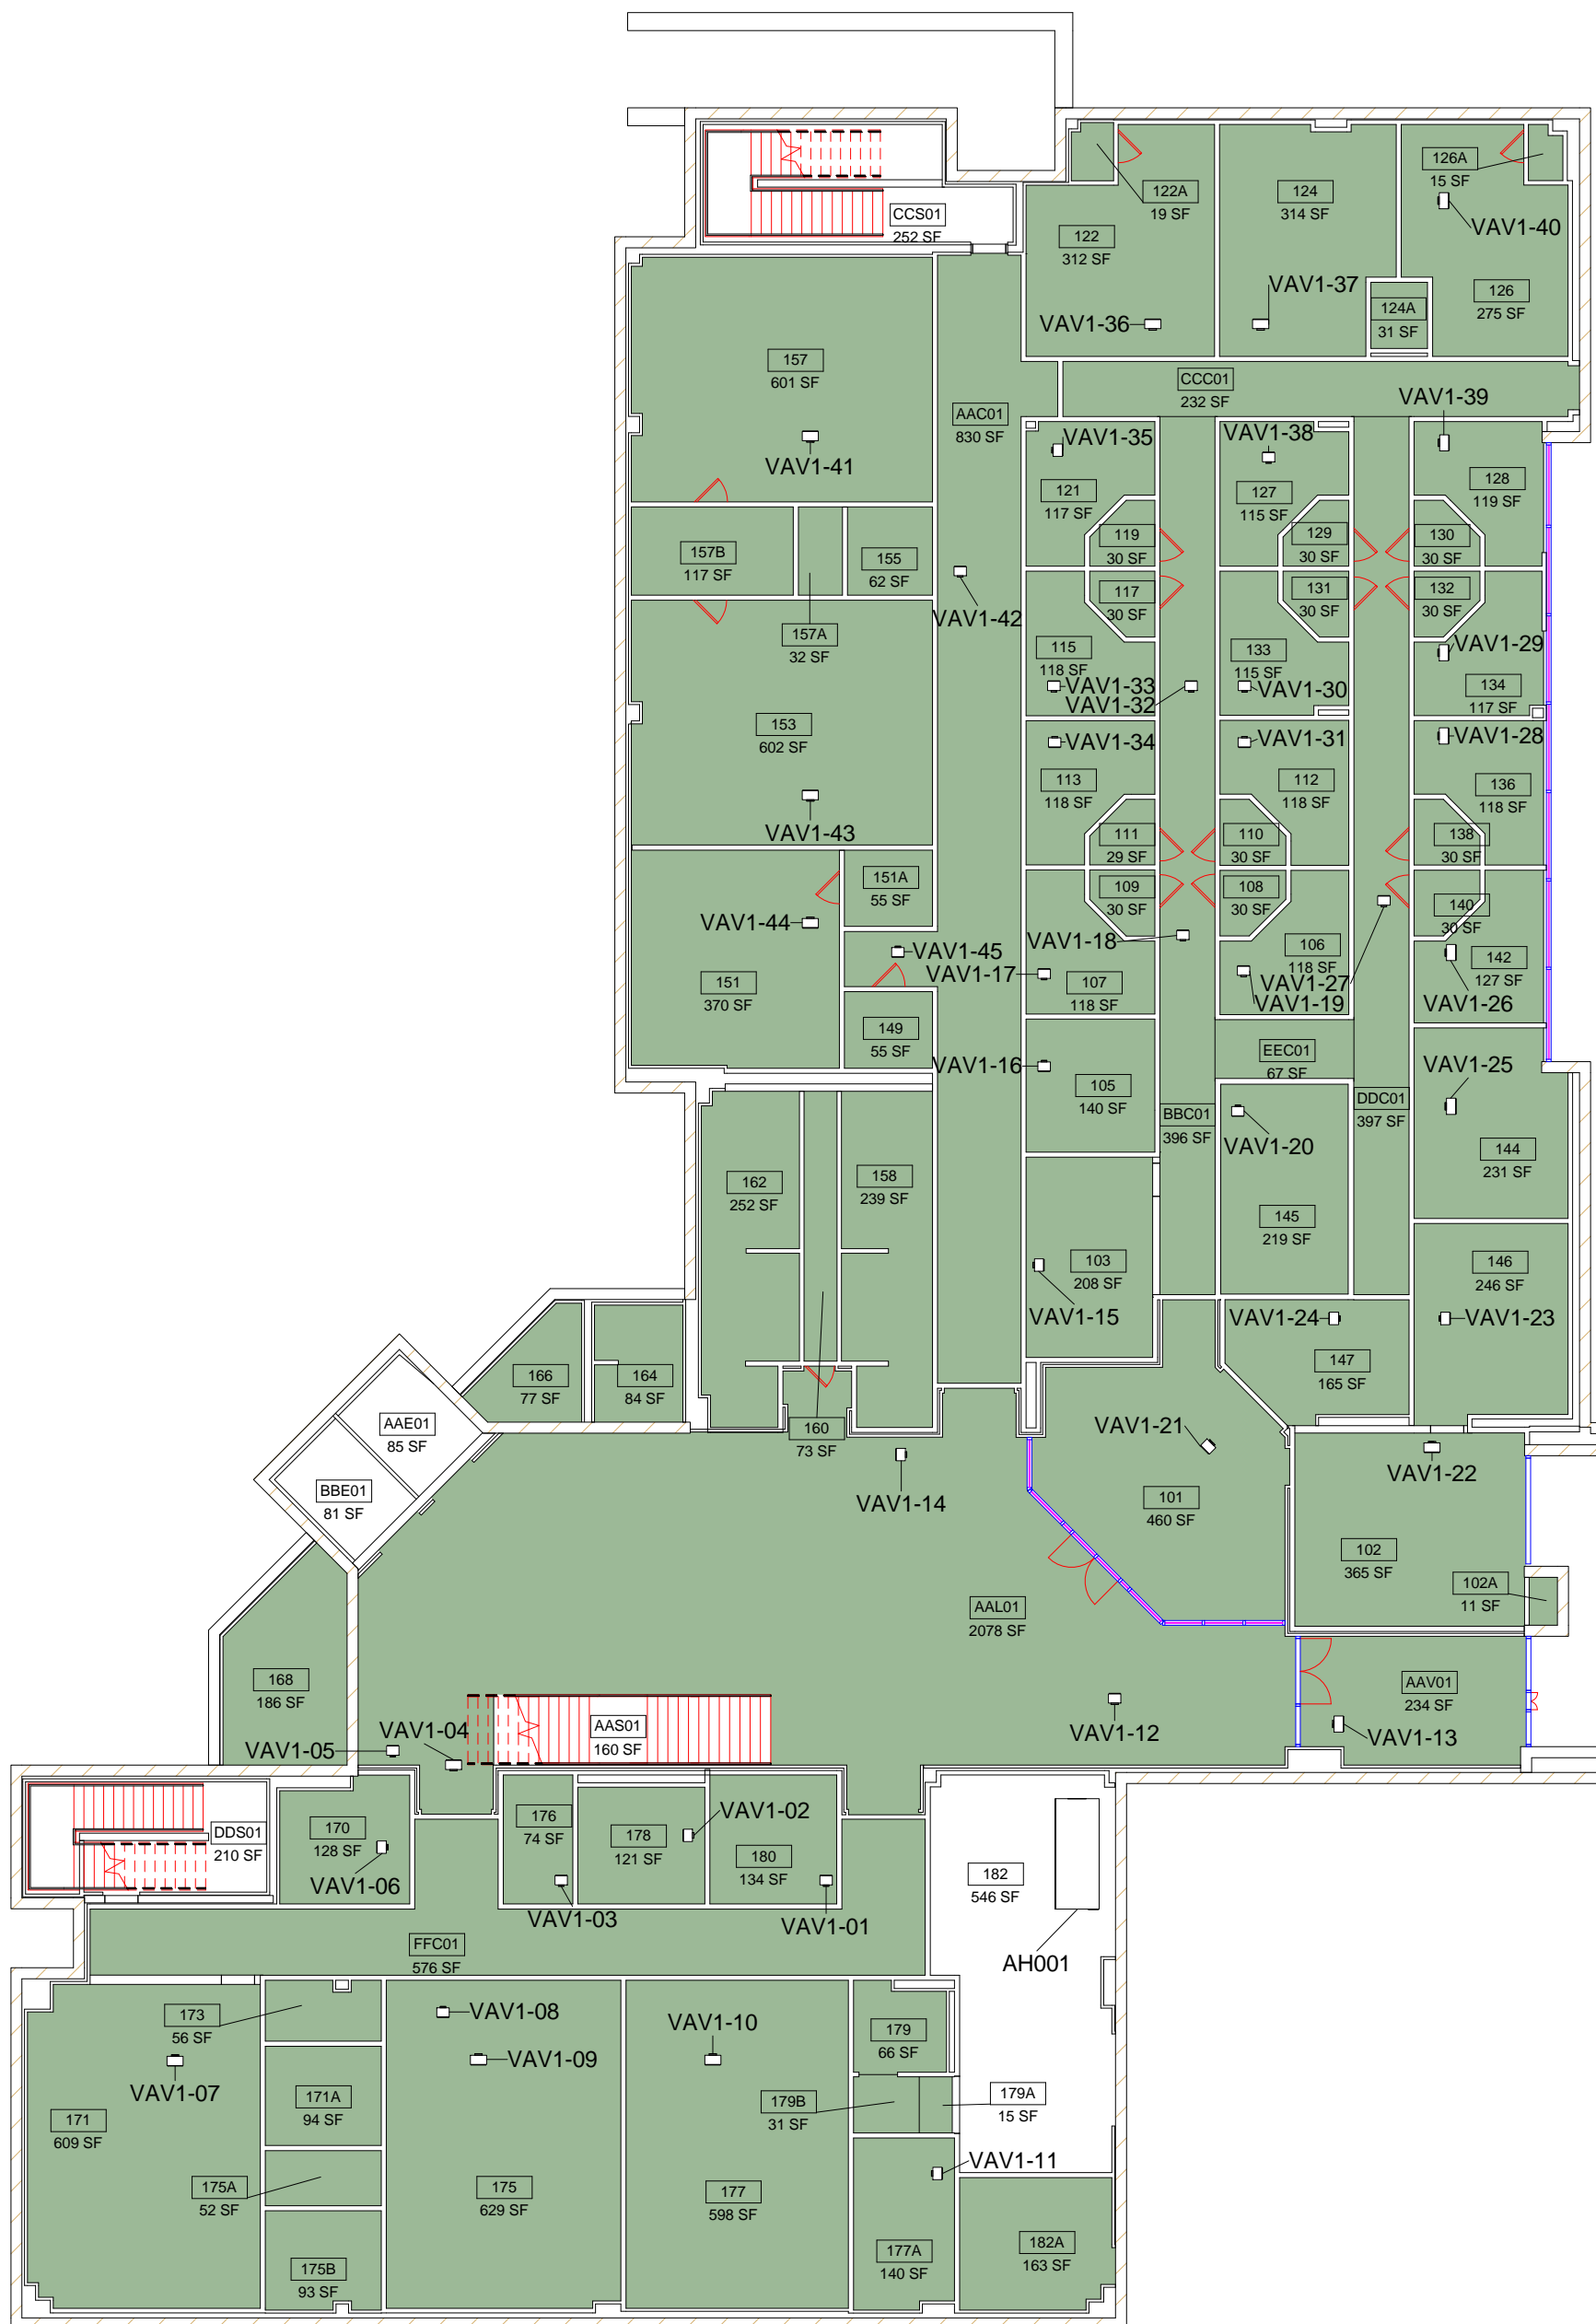 CCS01
252 SF
122A
19 SF
124
314 SF
126A
15 SF
VAV1-40
122
312 SF
VAV1-37
VAV1-36
124A
31 SF
126
275 SF
157
601 SF
CCC01
232 SF
VAV1-39
AAC01
830 SF
VAV1-41
VAV1-35
VAV1-38
121
117 SF
127
115 SF
128
119 SF
119
30 SF
129
30 SF
130
30 SF
157B
117 SF
155
62 SF
VAV1-42
117
30 SF
131
30 SF
132
30 SF
157A
32 SF
115
118 SF
133
115 SF
VAV1-29
VAV1-33
VAV1-32
VAV1-30
134
117 SF
153
602 SF
VAV1-34
VAV1-31
VAV1-28
113
118 SF
112
118 SF
136
118 SF
VAV1-43
111
29 SF
110
30 SF
138
30 SF
151A
55 SF
109
30 SF
108
30 SF
140
30 SF
VAV1-44
VAV1-45
VAV1-18
106
118 SF
142
127 SF
151
370 SF
VAV1-17
107
118 SF
VAV1-27
VAV1-19
VAV1-26
149
55 SF
VAV1-16
105
140 SF
EEC01
67 SF
VAV1-25
BBC01
396 SF
DDC01
397 SF
VAV1-20
144
231 SF
162
252 SF
158
239 SF
145
219 SF
103
208 SF
146
246 SF
VAV1-15
VAV1-24
VAV1-23
166
77 SF
164
84 SF
147
165 SF
AAE01
85 SF
160
73 SF
VAV1-21
VAV1-22
BBE01
81 SF
VAV1-14
101
460 SF
102
365 SF
102A
11 SF
AAL01
2078 SF
168
186 SF
AAV01
234 SF
AAS01
160 SF
VAV1-04
VAV1-05
VAV1-12
VAV1-13
DDS01
210 SF
170
128 SF
176
74 SF
VAV1-02
178
121 SF
180
134 SF
182
546 SF
VAV1-06
VAV1-03
VAV1-01
FFC01
576 SF
AH001
173
56 SF
VAV1-08
VAV1-10
179
66 SF
VAV1-07
VAV1-09
171A
94 SF
179B
31 SF
179A
15 SF
171
609 SF
VAV1-11
175A
52 SF
175
629 SF
177
598 SF
175B
93 SF
177A
140 SF
182A
163 SF